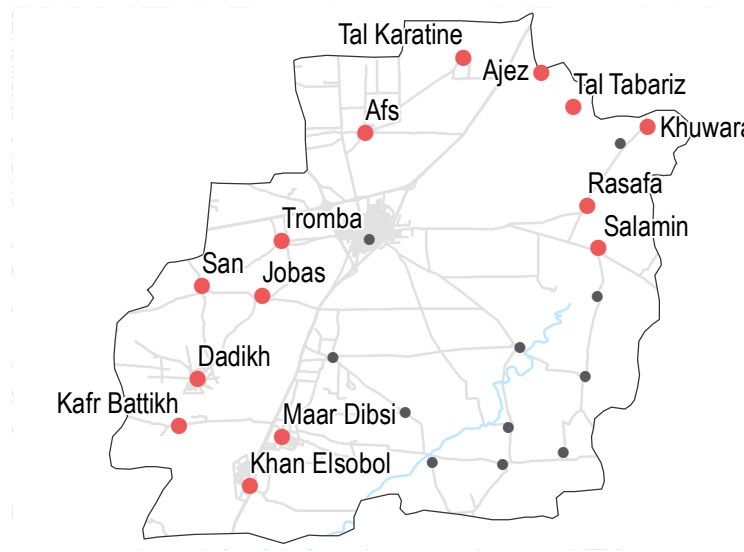 Tal Karatine
Ajez
Tal Tabariz
Afs
Khuwara
Rasafa
Tromba
Salamin
San
Jobas
Dadikh
Kafr Battikh
Maar Dibsi
Khan Elsobol